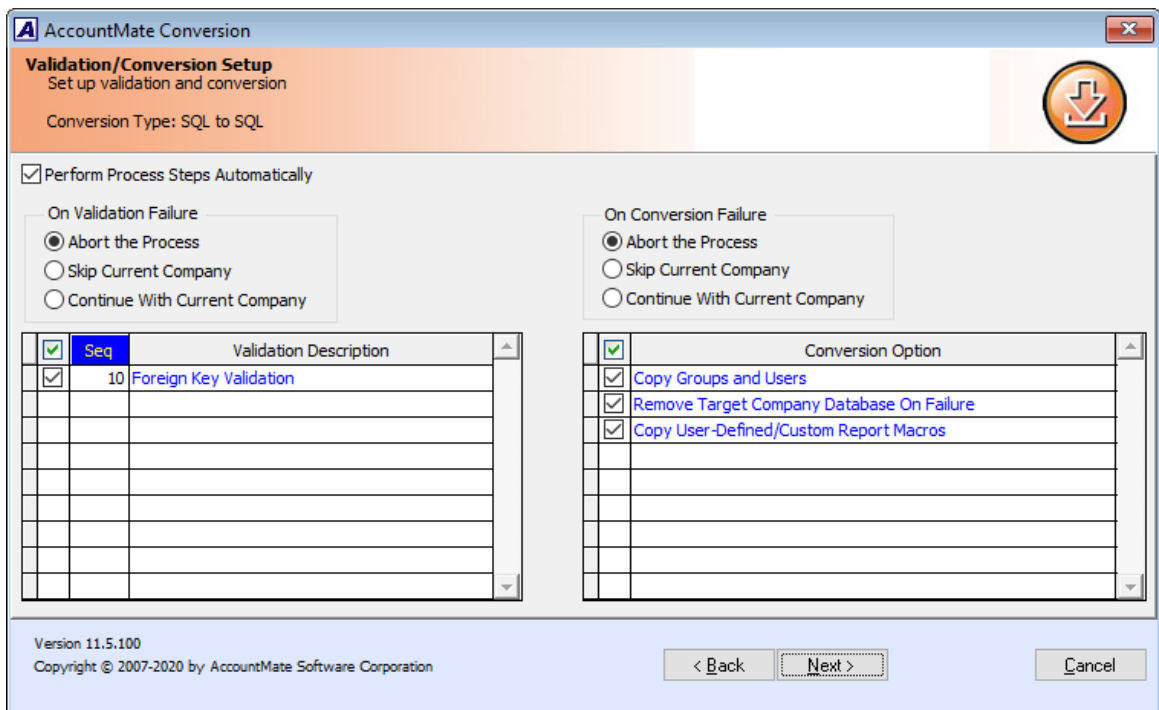 AccountMate Conversion
Validation/Conversion Setup
Set up validation and conversion
Conversion Type: SQL to SQL
Perform Process Steps Automatically
On Validation Failure
Abort the Process
Skip Current Company
Continue With Current Company
On Conversion Failure
Abort the Process
Skip Current Company
Continue With Current Company
Seq Validation Description
10 Foreign Key Validation
Conversion Option
Copy Groups and Users
Remove Target Company Database On Failure
Copy User-Defined/Custom Report Macros
Version 11.5.100
Copyright © 2007-2020 by AccountMate Software Corporation
< Back Next > Cancel